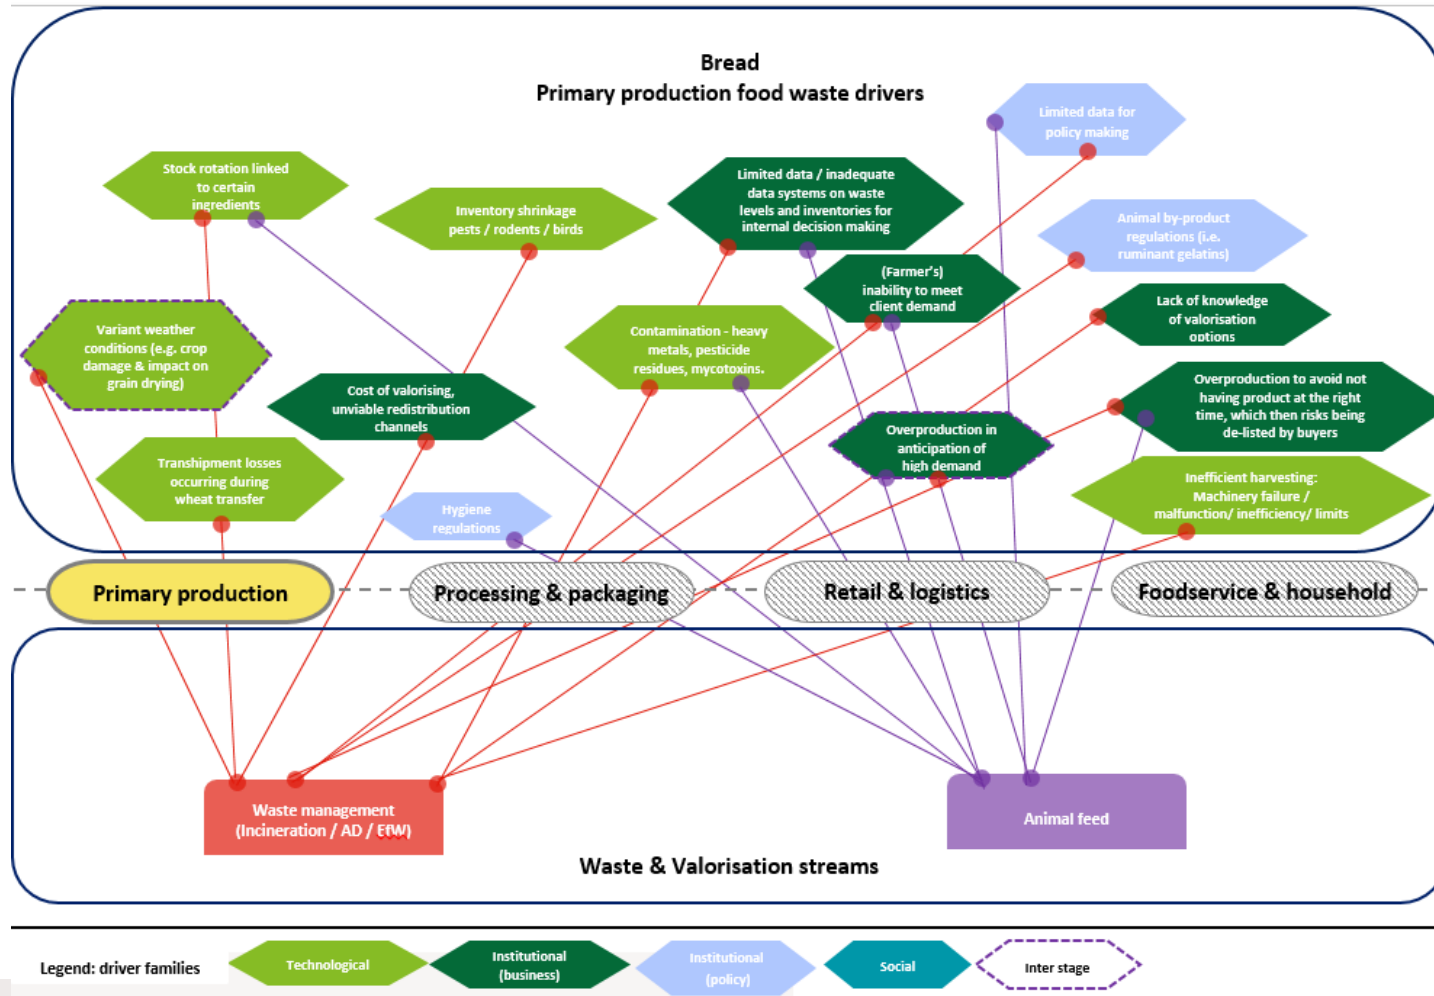 Bread
Primary production food waste drivers
Limited data for
policy making
Stock rotation linked
to certain
ingredients
Limited data / inadequate
data systems on waste
levels and inventories for
internal decision making
Inventory shrinkage
pests / rodents / birds
Animal by-product
regulations (i.e.
ruminant gelatins)
(Farmer's)
inability to meet
client demand
Lack of knowledge
of valorisation
options
Variant weather
conditions (e.g. crop
damage & impact on
grain drying)
Contamination - heavy
metals, pesticide
residues, mycotoxins.
Cost of valorising,
unviable redistribution
channels
Overproduction to avoid not
having product at the right
time, which then risks being
de-listed by buyers
Overproduction in
anticipation of
high demand
Transhipment losses
occurring during
wheat transfer
Inefficient harvesting:
Machinery failure /
malfunction/ inefficiency/ limits
Hygiene
regulations
Primary production
Processing & packaging
Retail & logistics
Foodservice & household
Waste management
(Incineration / AD / EfW)
Animal feed
Waste & Valorisation streams
Legend: driver families
Technological
Institutional
(business)
Institutional
(policy)
Social
Inter stage